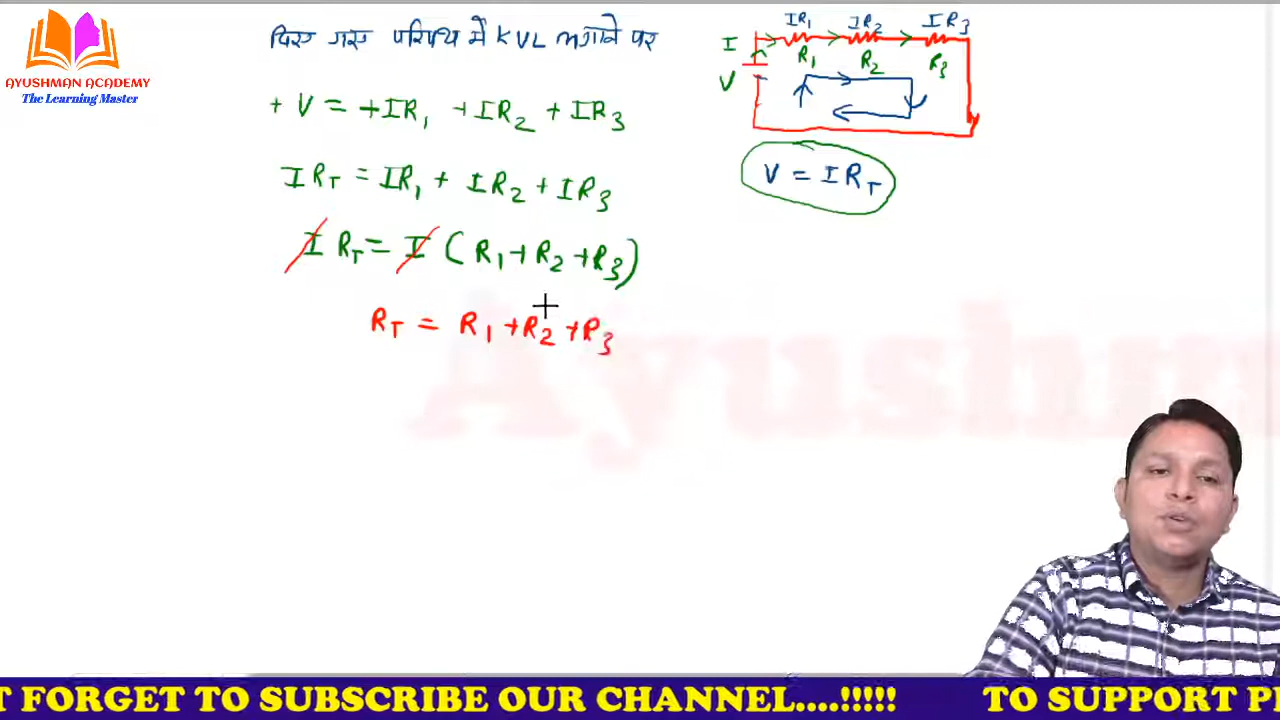 AYUSHMAN ACADEMY
The Learning Master
दिए गए परिपथ में KVL लगाने पर
+ V = +IR₁ + IR₂ + IR₃
I R_T = IR₁ + IR₂ + IR₃
I R_T = I (R₁ + R₂ + R₃)
R_T = R₁ + R₂ + R₃
IR₁ IR₂ IR₃
I
R₁ R₂ R₃
V
V = IR_T
Ayushm
T FORGET TO SUBSCRIBE OUR CHANNEL....!!!!! TO SUPPORT P